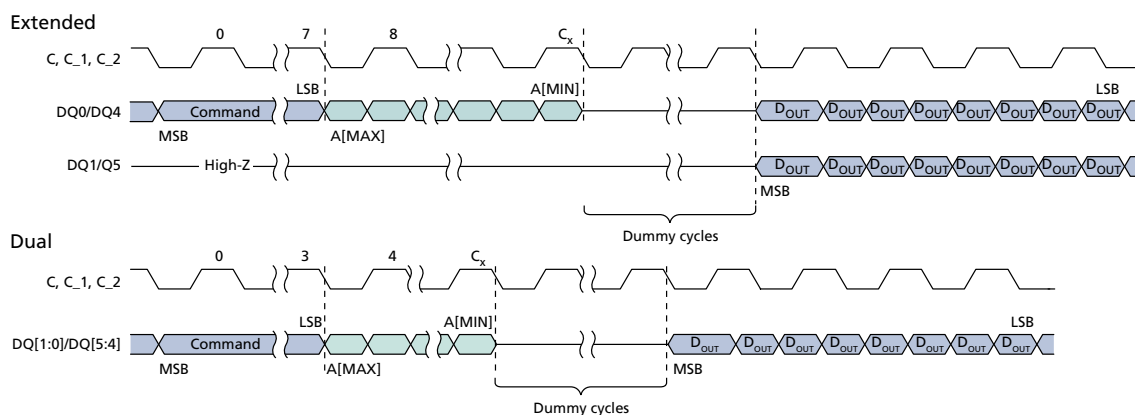 Extended
0 7 8 Cx
C, C_1, C_2
LSB A[MIN] LSB
DQ0/DQ4 Command DOUT DOUT DOUT DOUT DOUT DOUT DOUT
MSB A[MAX]
DQ1/Q5 High-Z DOUT DOUT DOUT DOUT DOUT DOUT DOUT
MSB
Dummy cycles
Dual
0 3 4 Cx
C, C_1, C_2
LSB A[MIN] LSB
DQ[1:0]/DQ[5:4] Command DOUT DOUT DOUT DOUT DOUT DOUT DOUT
MSB A[MAX] MSB
Dummy cycles